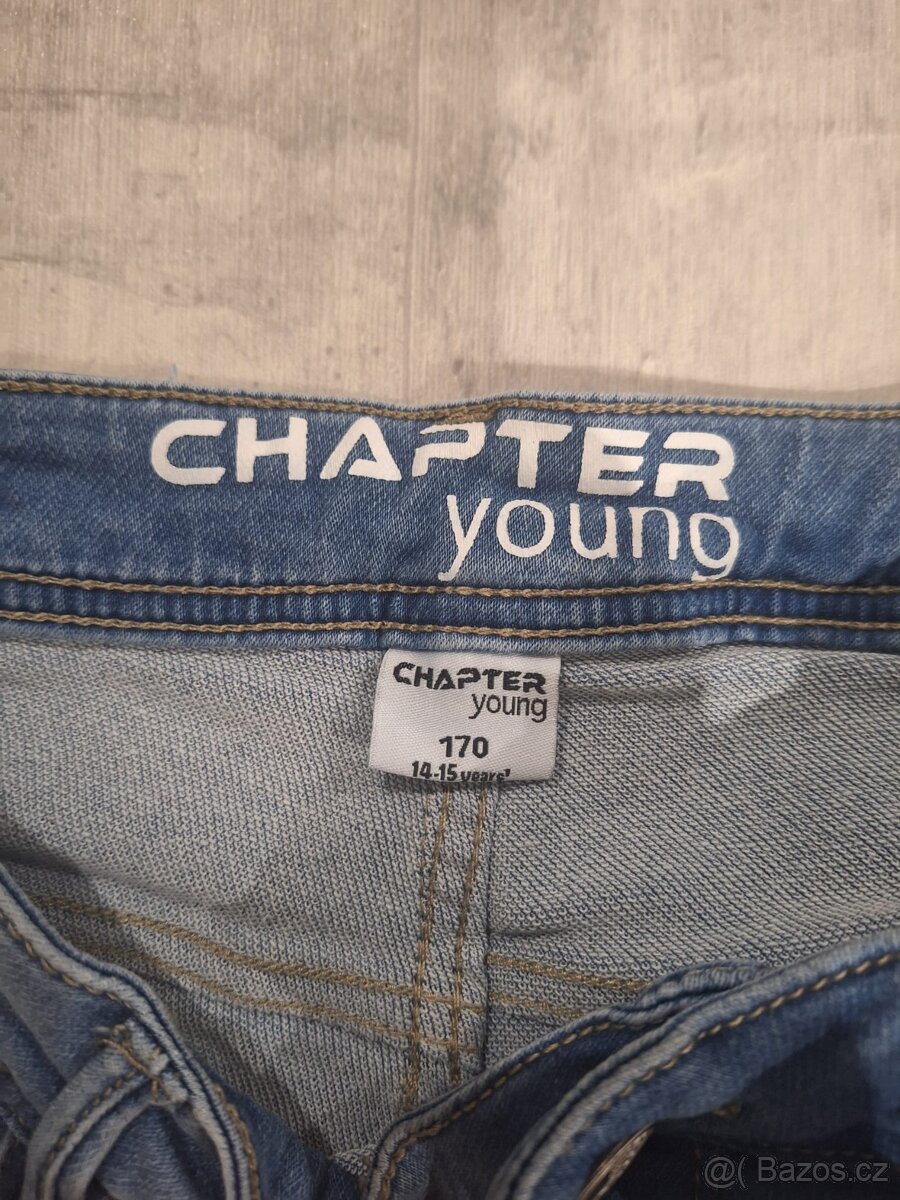 CHAPTER
young
CHAPTER
young
170
14-15 years'
@( Bazos.cz